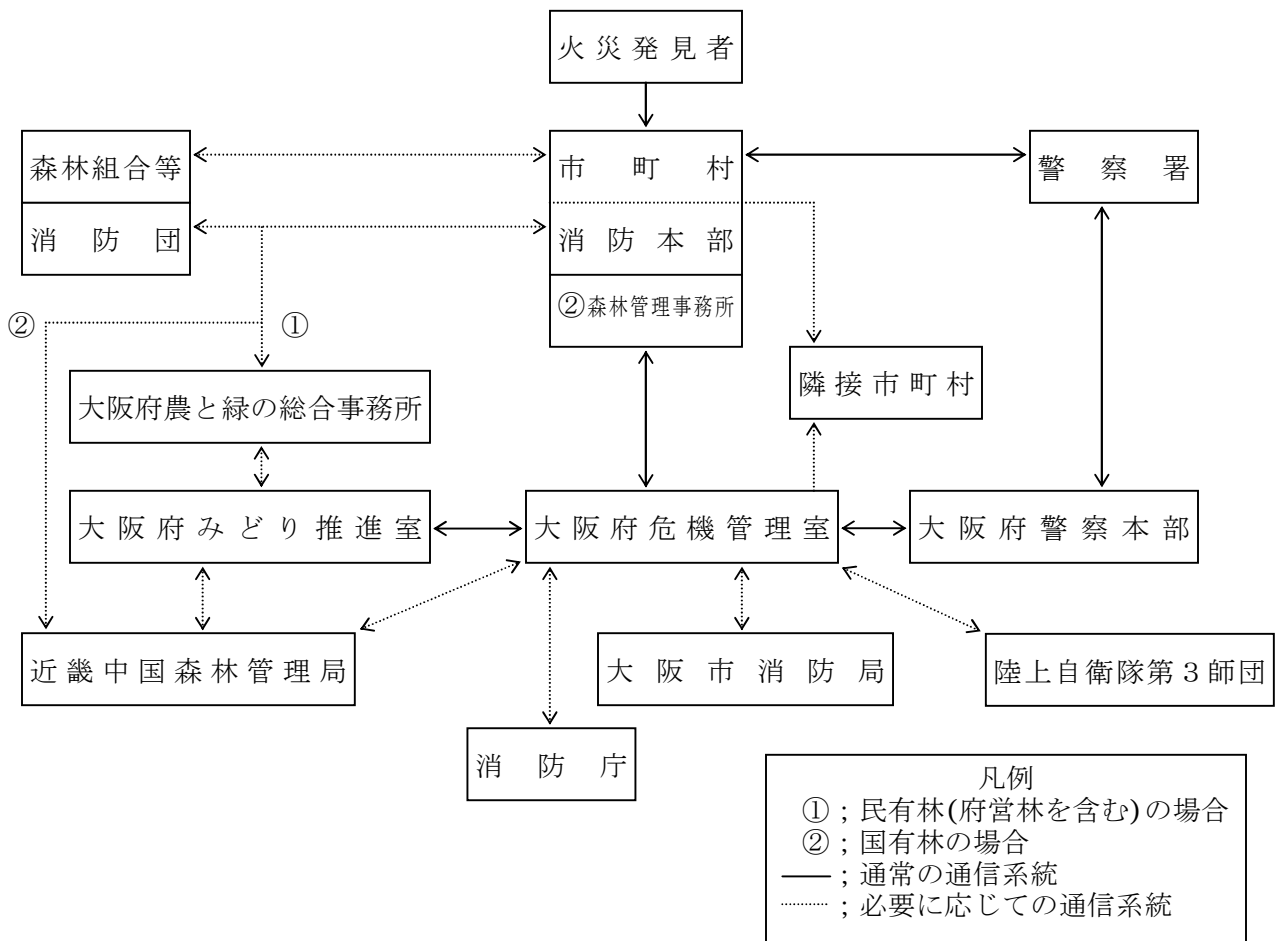 火災発見者
森林組合等
市町村
警察署
消防団
消防本部
②森林管理事務所
②
①
隣接市町村
大阪府農と緑の総合事務所
大阪府みどり推進室
大阪府危機管理室
大阪府警察本部
近畿中国森林管理局
大阪市消防局
陸上自衛隊第３師団
消防庁
凡例
①；民有林(府営林を含む)の場合
②；国有林の場合
；通常の通信系統
；必要に応じての通信系統